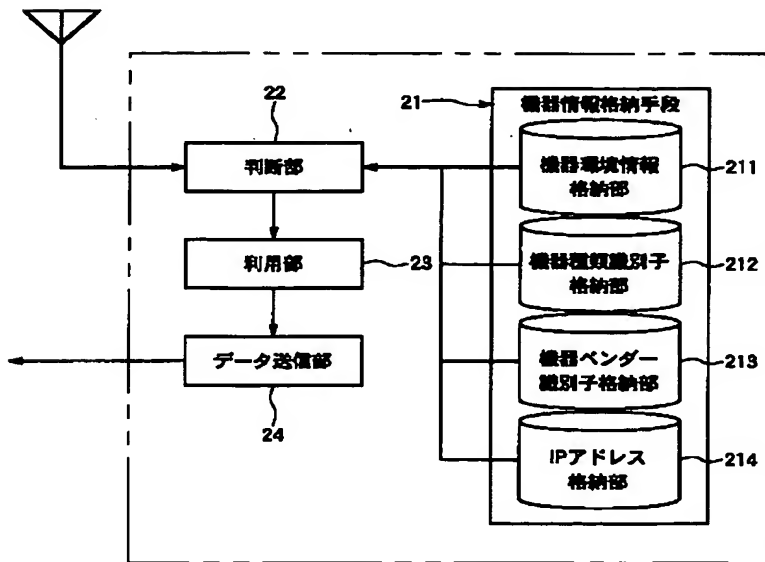 22
判断部
利用部
23
データ送信部
24
21
機器情報格納手段
機器環境情報
格納部
211
機器種類識別子
格納部
212
機器ベンダー
識別子格納部
213
IPアドレス
格納部
214